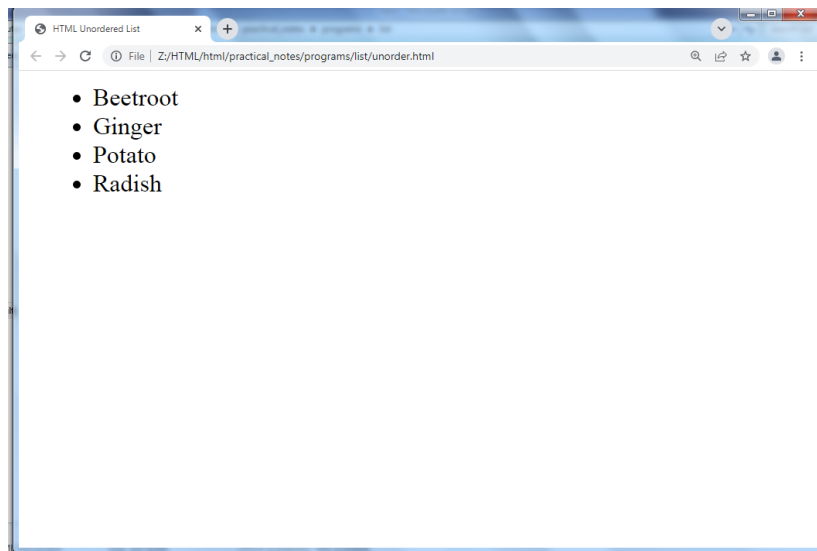 HTML Unordered List
File
Z:/HTML/html/practical_notes/programs/list/unorder.html
Beetroot
Ginger
Potato
Radish